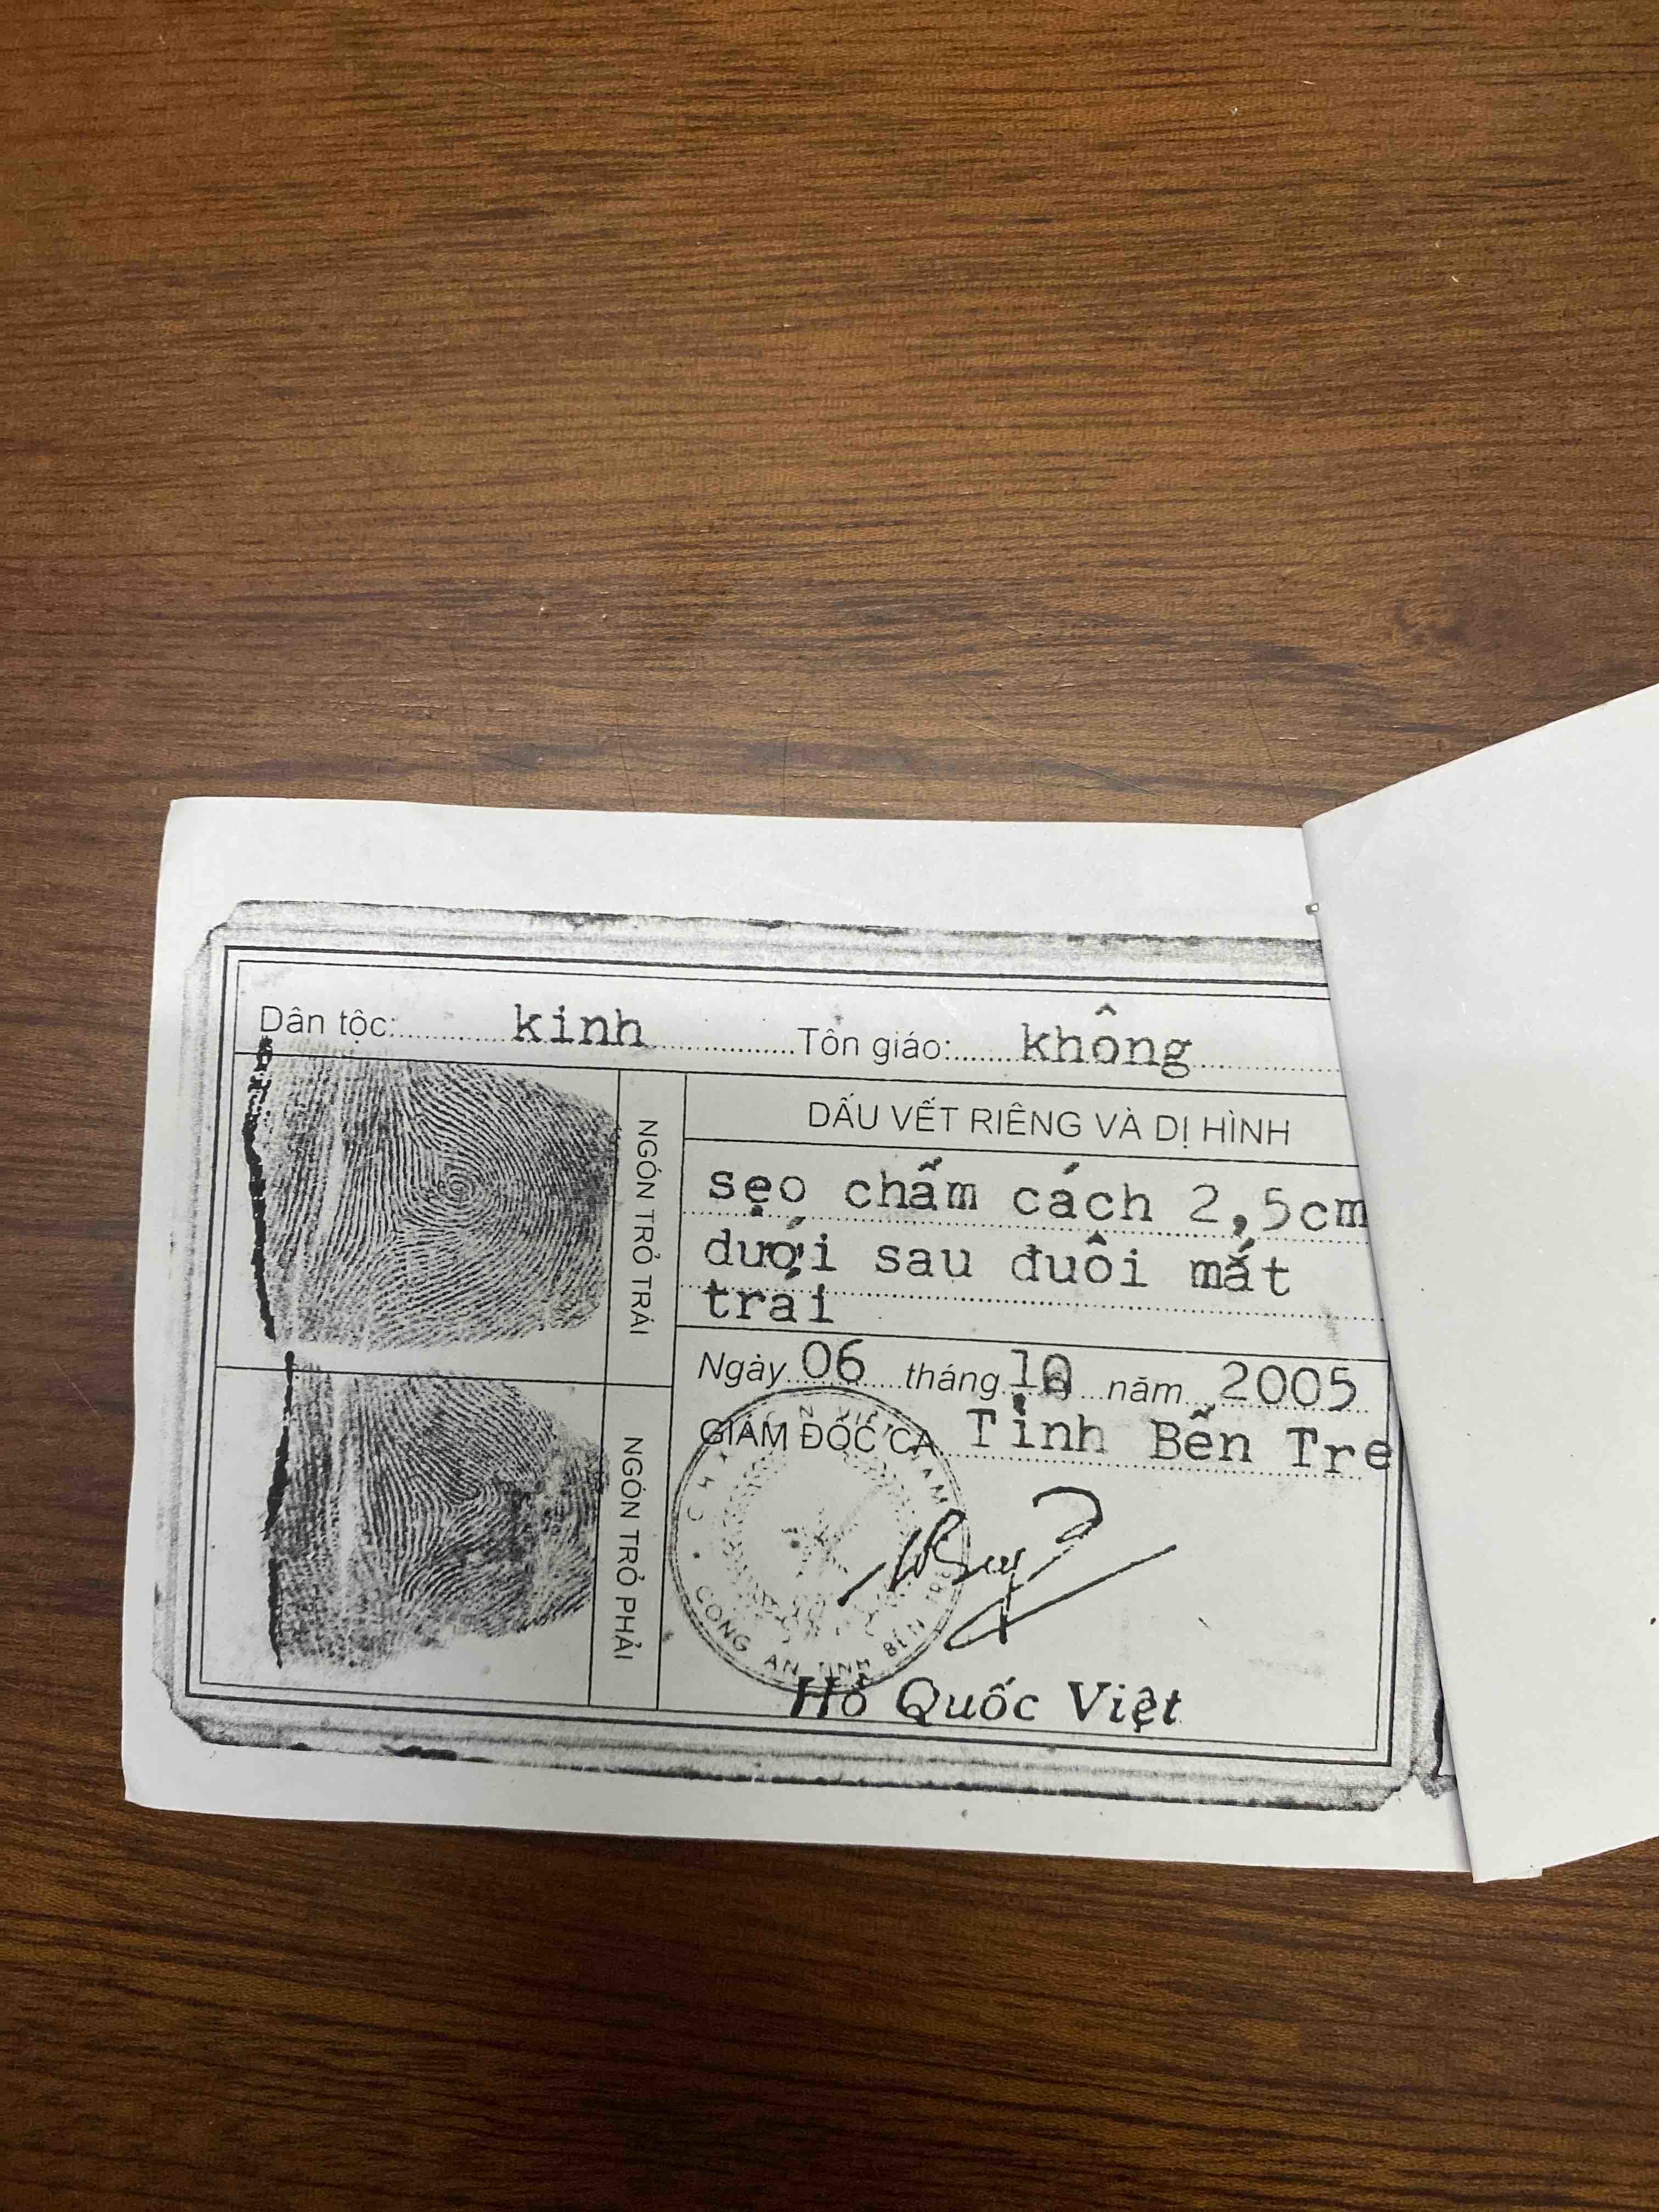 Dân tộc: kinh Tôn giáo: không
NGÓN TRỎ TRÁI
DẤU VẾT RIÊNG VÀ DỊ HÌNH
sẹo chấm cách 2,5cm
dưới sau đuôi mắt
trái
NGÓN TRỎ PHẢI
Ngày 06 tháng 10 năm 2005
GIÁM ĐỐC CA Tỉnh Bến Tre
CÔNG AN TỈNH BẾN TRE
Hồ Quốc Việt